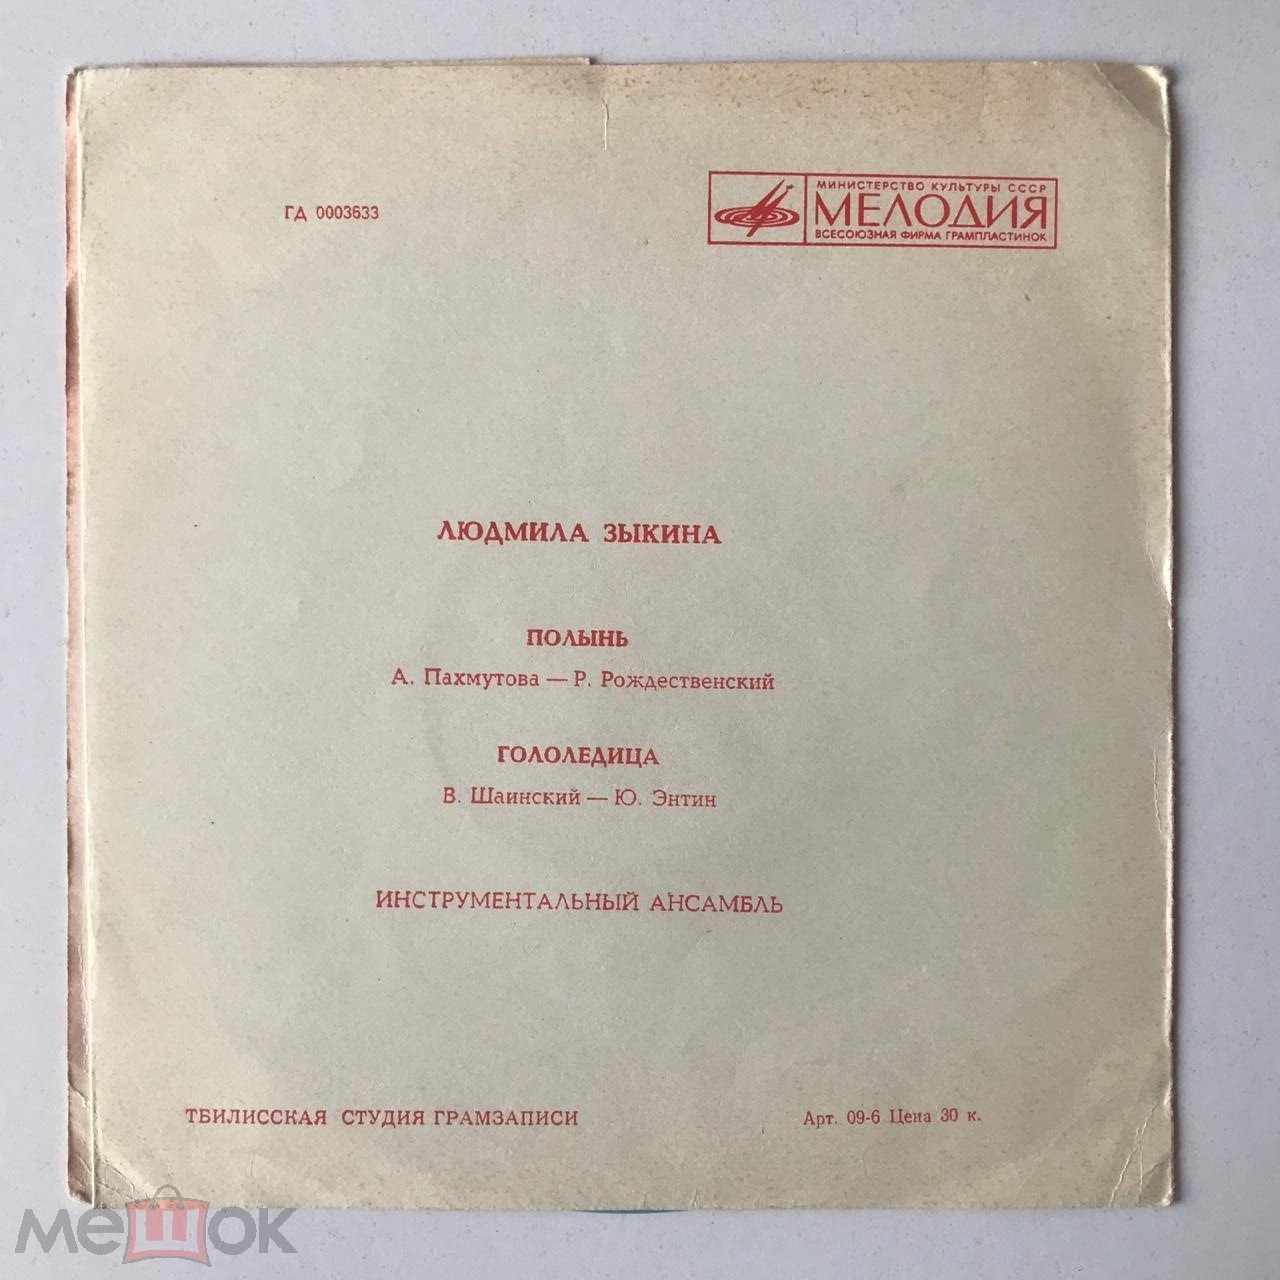 ГД 0003633
МИНИСТЕРСТВО КУЛЬТУРЫ СССР
МЕЛОДИЯ
ВСЕСОЮЗНАЯ ФИРМА ГРАМПЛАСТИНОК
ЛЮДМИЛА ЗЫКИНА
ПОЛЫНЬ
А. Пахмутова — Р. Рождественский
ГОЛОЛЕДИЦА
В. Шаинский — Ю. Энтин
ИНСТРУМЕНТАЛЬНЫЙ АНСАМБЛЬ
ТБИЛИССКАЯ СТУДИЯ ГРАМЗАПИСИ
Арт. 09-6 Цена 30 к.
мешок